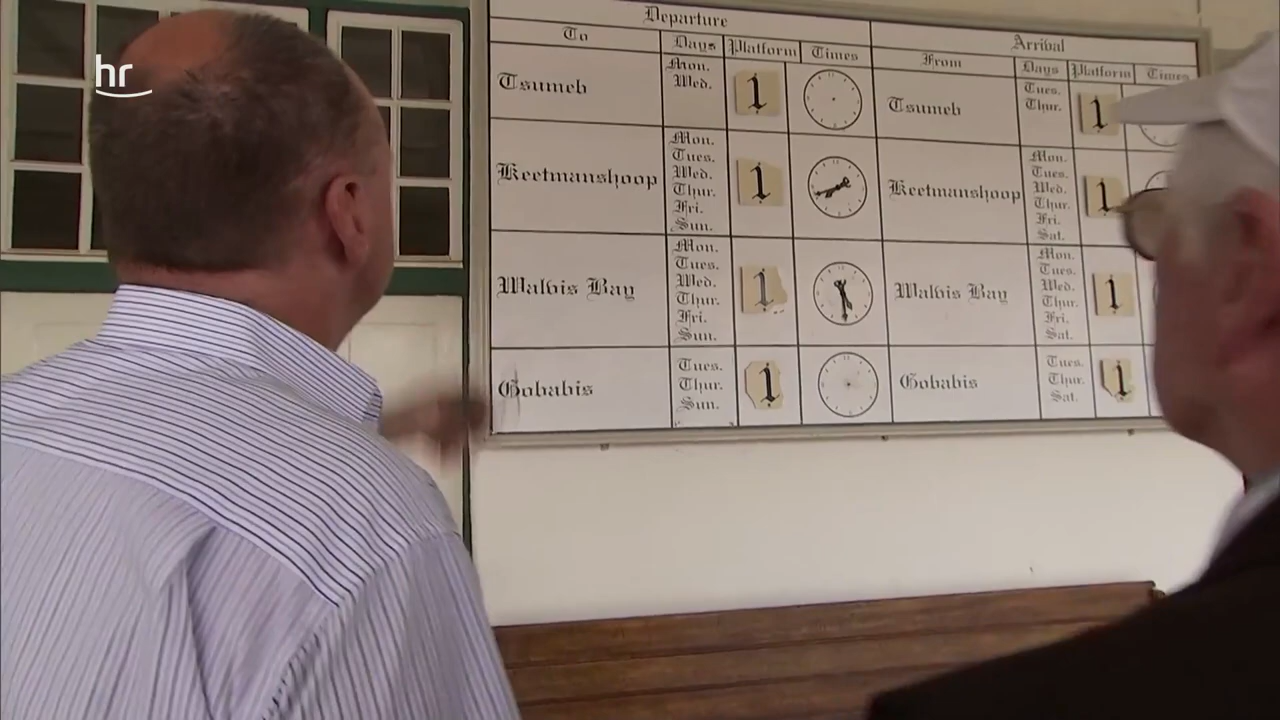 hr
Departure
Arrival
To Days Platform Times From Days Platform Times
Tsumeb
Mon.
Wed.
1
Tsumeb
Tues.
Thur.
1
Keetmanshoop
Mon.
Tues.
Wed.
Thur.
Fri.
Sun.
1
Keetmanshoop
Mon.
Tues.
Wed.
Thur.
Fri.
Sat.
1
Walvis Bay
Mon.
Tues.
Wed.
Thur.
Fri.
Sun.
1
Walvis Bay
Mon.
Tues.
Wed.
Thur.
Fri.
Sat.
1
Gobabis
Tues.
Thur.
Sun.
1
Gobabis
Tues.
Thur.
Sat.
1